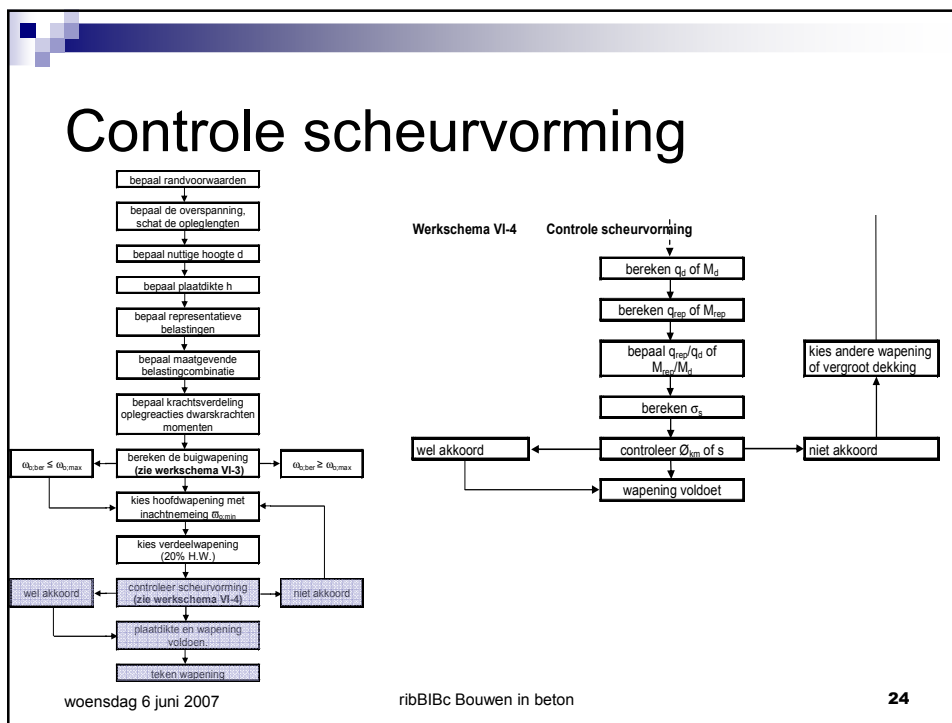 Controle scheurvorming
bepaal randvoorwaarden
bepaal de overspanning,
schat de opleglengten
bepaal nuttige hoogte d
bepaal plaatdikte h
bepaal representatieve
belastingen
bepaal maatgevende
belastingcombinatie
bepaal krachtsverdeling
oplegreacties dwarskrachten
momenten
ω₀;ber ≤ ω₀;max
bereken de buigwapening
(zie werkschema VI-3)
ω₀;ber ≥ ω₀;max
kies hoofdwapening met
inachtnemeing ϖ₀;min
kies verdeelwapening
(20% H.W.)
wel akkoord
controleer scheurvorming
(zie werkschema VI-4)
niet akkoord
plaatdikte en wapening
voldoen.
teken wapening
Werkschema VI-4 Controle scheurvorming
bereken qd of Md
bereken qrep of Mrep
bepaal qrep/qd of
Mrep/Md
kies andere wapening
of vergroot dekking
bereken σs
wel akkoord
controleer Økm of s
niet akkoord
wapening voldoet
woensdag 6 juni 2007 ribBIBc Bouwen in beton 24